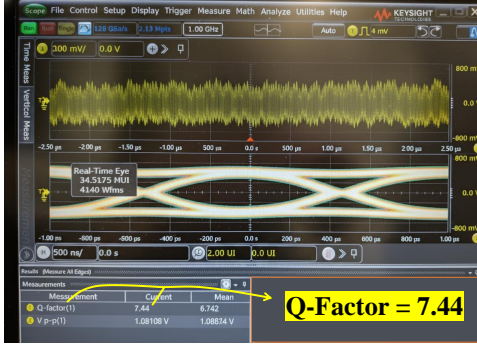 Scope File Control Setup Display Trigger Measure Math Analyze Utilities Help
KEYSIGHT
TECHNOLOGIES
Run Stop Single 128 GSa/s 2.13 Mpts 1.00 GHz Auto 1 4 mV
1 300 mV/ 0.0 V
Time Meas
Vertical Meas
800 mV
0.0 V
-800 mV
-2.50 µs -2.00 µs -1.50 µs -1.00 µs -500 ns 0.0 s 500 ns 1.00 µs 1.50 µs 2.00 µs 2.50 µs
800 mV
Real-Time Eye
34.5175 MUI
4140 Wfms
0.0 V
-800 mV
-1.00 ns -800 ps -600 ps -400 ps -200 ps 0.0 s 200 ps 400 ps 600 ps 800 ps 1.00 ns
H 500 ns/ 0.0 s 2.00 UI 0.0 UI
Results (Measure All Edges)
Measurements
Measurement Current Mean
Q-factor(1) 7.44 6.742
V p-p(1) 1.08108 V 1.08874 V
Q-Factor = 7.44